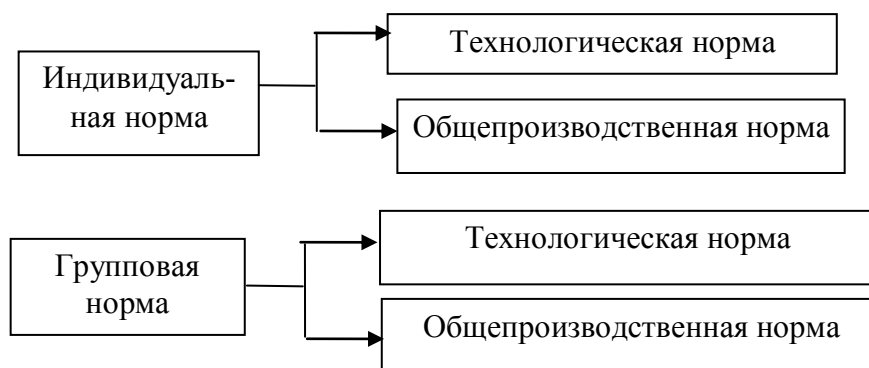 Индивидуаль-
ная норма
Технологическая норма
Общепроизводственная норма
Групповая
норма
Технологическая норма
Общепроизводственная норма